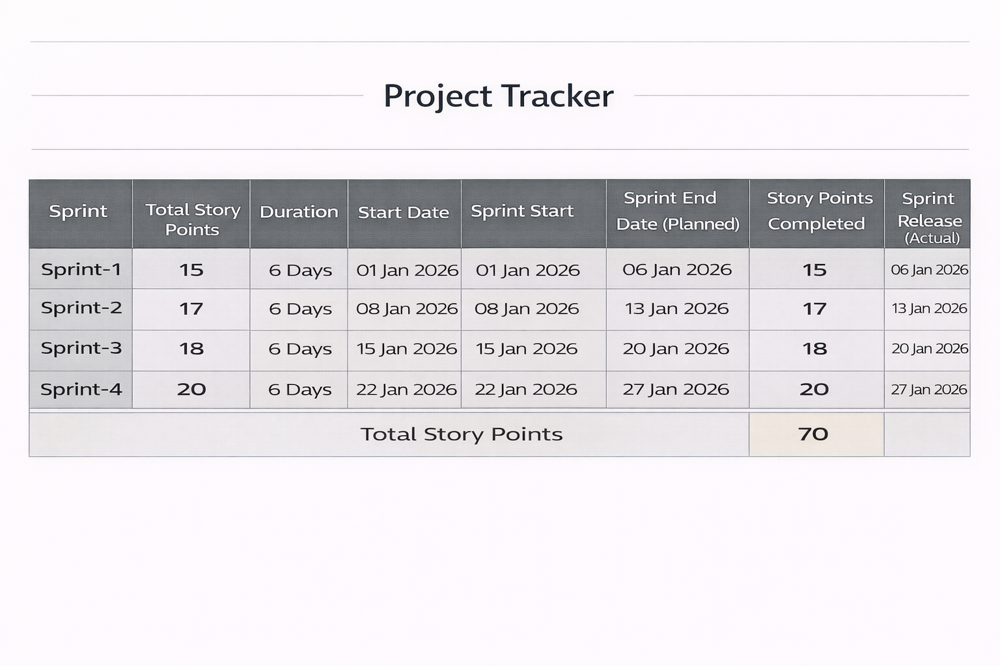 Project Tracker
Sprint Total Story Points Duration Start Date Sprint Start Sprint End Date (Planned) Story Points Completed Sprint Release (Actual)
Sprint-1 15 6 Days 01 Jan 2026 01 Jan 2026 06 Jan 2026 15 06 Jan 2026
Sprint-2 17 6 Days 08 Jan 2026 08 Jan 2026 13 Jan 2026 17 13 Jan 2026
Sprint-3 18 6 Days 15 Jan 2026 15 Jan 2026 20 Jan 2026 18 20 Jan 2026
Sprint-4 20 6 Days 22 Jan 2026 22 Jan 2026 27 Jan 2026 20 27 Jan 2026
Total Story Points 70